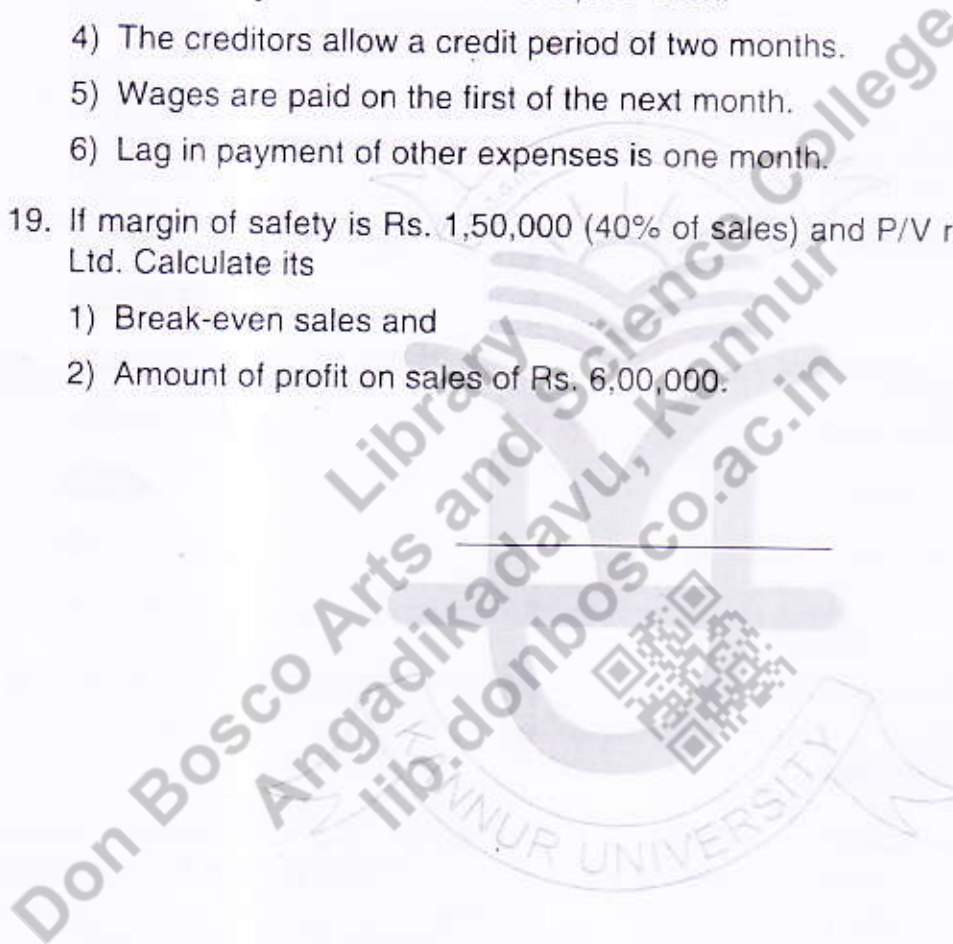 4) The creditors allow a credit period of two months.
5) Wages are paid on the first of the next month.
6) Lag in payment of other expenses is one month.
19. If margin of safety is Rs. 1,50,000 (40% of sales) and P/V
Ltd. Calculate its
1) Break-even sales and
2) Amount of profit on sales of Rs. 6,00,000.
Library
Don Bosco Arts and Science College
Angadikadavu, Kannur
lib.donbosco.ac.in
KANNUR UNIVERSITY